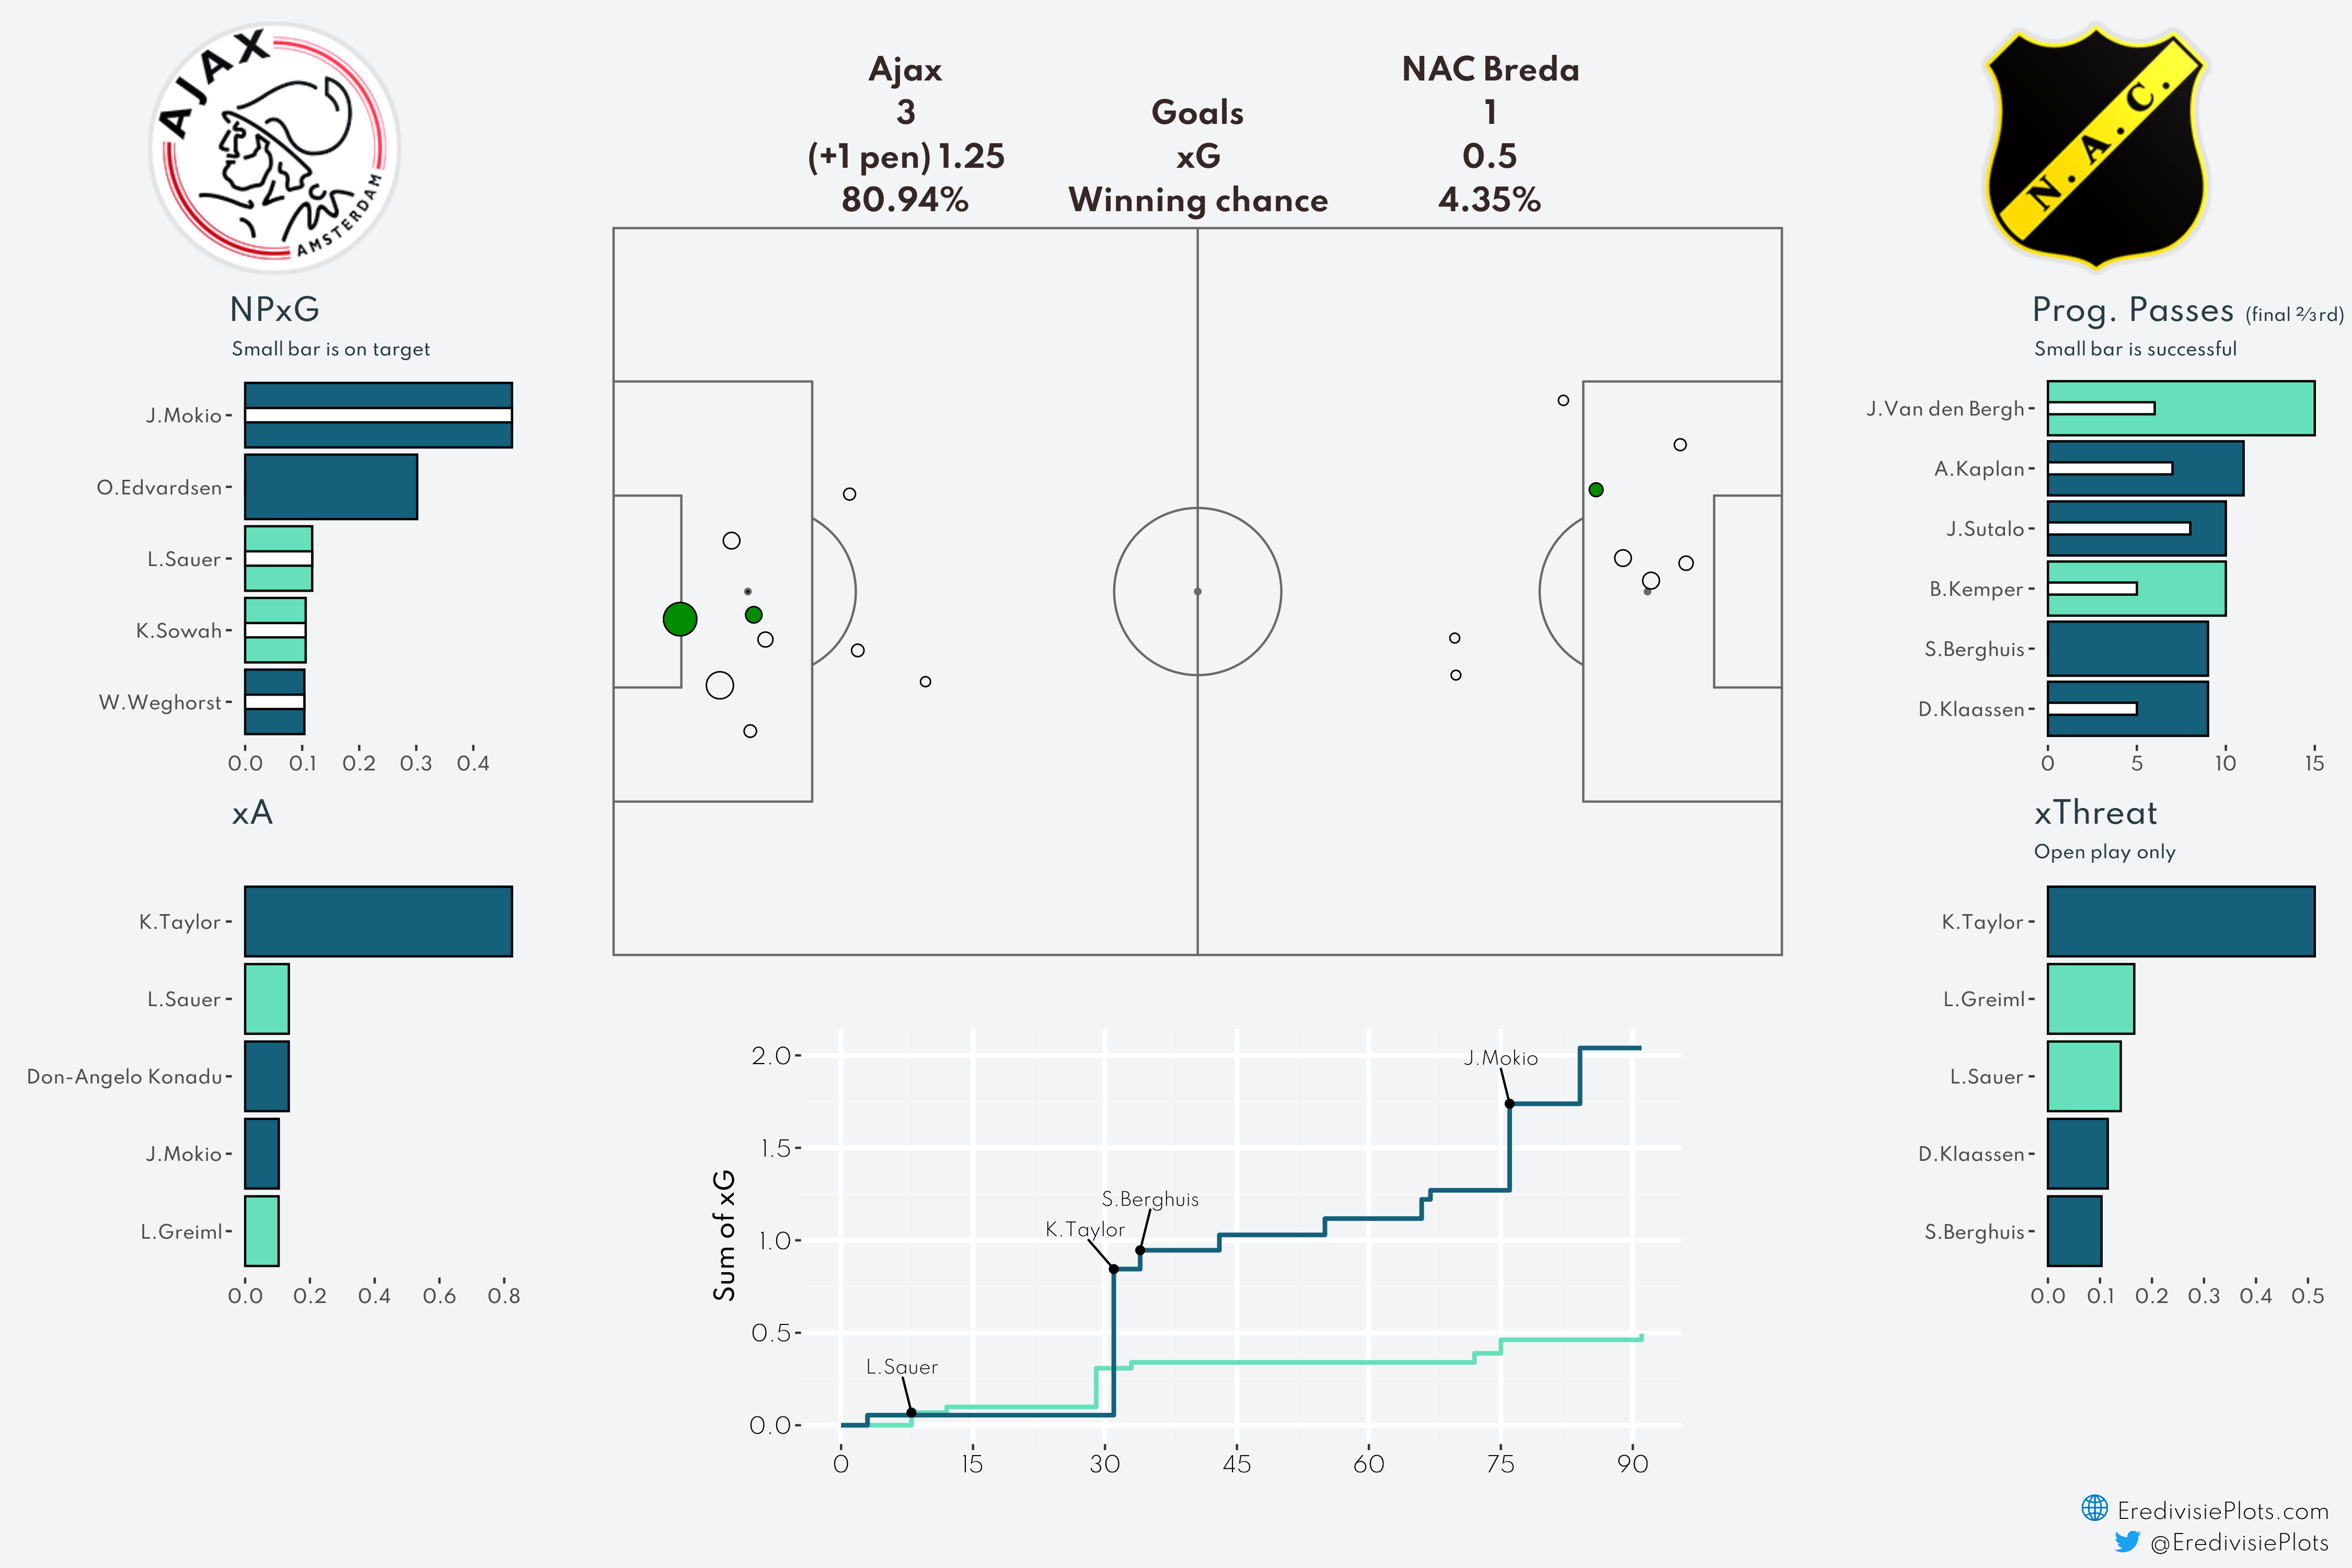 AJAX
AMSTERDAM
Ajax
NAC Breda
3
Goals
1
(+1 pen) 1.25
xG
0.5
80.94%
Winning chance
4.35%
N.A.C.
NPxG
Small bar is on target
J.Mokio
O.Edvardsen
L.Sauer
K.Sowah
W.Weghorst
0.0 0.1 0.2 0.3 0.4
xA
K.Taylor
L.Sauer
Don-Angelo Konadu
J.Mokio
L.Greiml
0.0 0.2 0.4 0.6 0.8
Sum of xG
2.0
1.5
1.0
0.5
0.0
J.Mokio
S.Berghuis
K.Taylor
L.Sauer
0 15 30 45 60 75 90
Prog. Passes (final ⅔rd)
Small bar is successful
J.Van den Bergh
A.Kaplan
J.Sutalo
B.Kemper
S.Berghuis
D.Klaassen
0 5 10 15
xThreat
Open play only
K.Taylor
L.Greiml
L.Sauer
D.Klaassen
S.Berghuis
0.0 0.1 0.2 0.3 0.4 0.5
EredivisiePlots.com
@EredivisiePlots